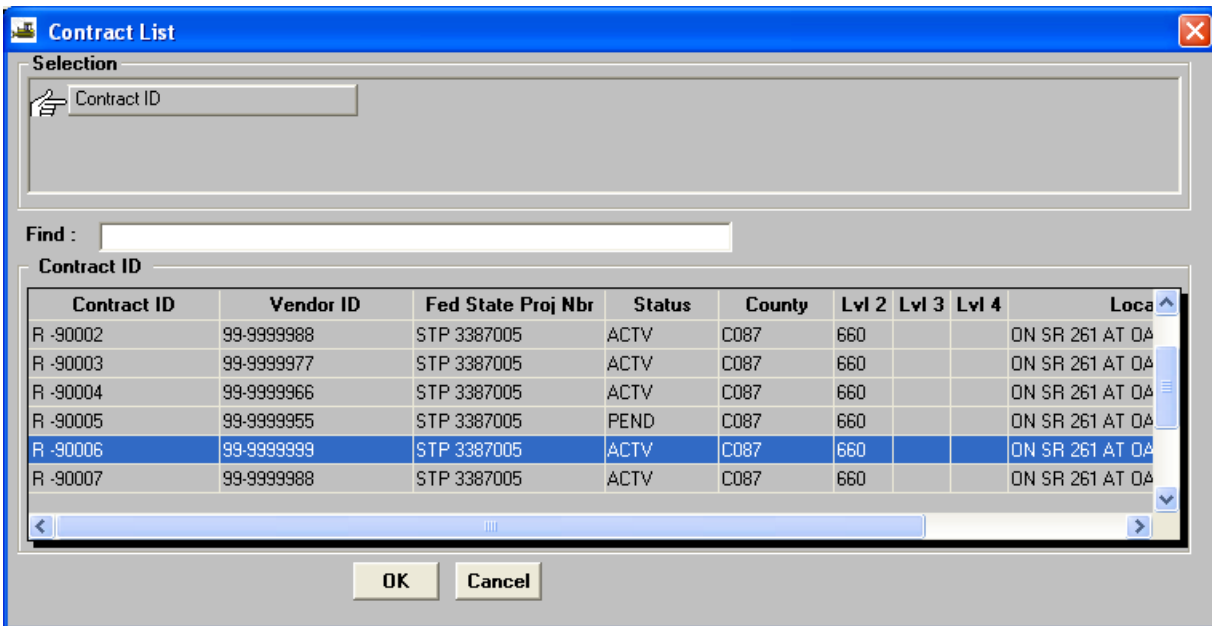 Contract List
Selection
Contract ID
Find :
Contract ID
Contract ID Vendor ID Fed State Proj Nbr Status County Lvl 2 Lvl 3 Lvl 4 Loca
R -90002 99-9999988 STP 3387005 ACTV C087 660 ON SR 261 AT OA
R -90003 99-9999977 STP 3387005 ACTV C087 660 ON SR 261 AT OA
R -90004 99-9999966 STP 3387005 ACTV C087 660 ON SR 261 AT OA
R -90005 99-9999955 STP 3387005 PEND C087 660 ON SR 261 AT OA
R -90006 99-9999999 STP 3387005 ACTV C087 660 ON SR 261 AT OA
R -90007 99-9999988 STP 3387005 ACTV C087 660 ON SR 261 AT OA
OK Cancel